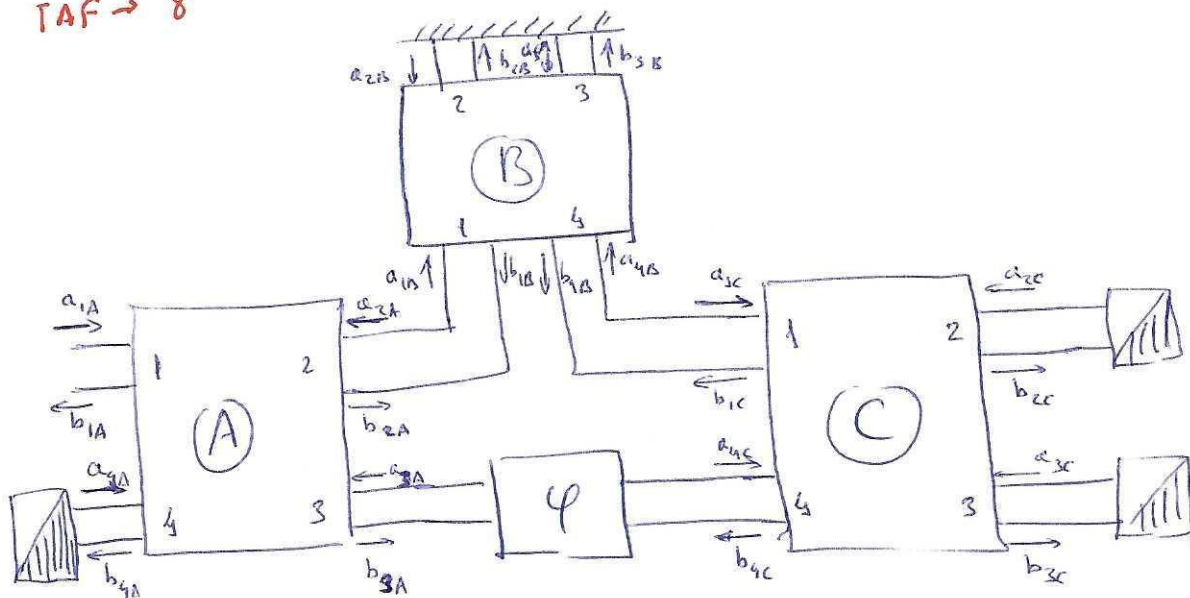 TAF → 8
a2B b2B b3B
2 3
B
1 4
a1B b1B b4B a4B
a1A a2A a3C a2C
1 2 1 2
b1A b2A b1C b2C
A C
a4A a3A a4C a3C
4 3 φ 4 3
b4A b3A b4C b3C